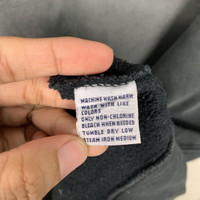 MACHINE WASH WARM
WASH WITH LIKE
COLORS
ONLY NON-CHLORINE
BLEACH WHEN NEEDED
TUMBLE DRY LOW
STEAM IRON MEDIUM